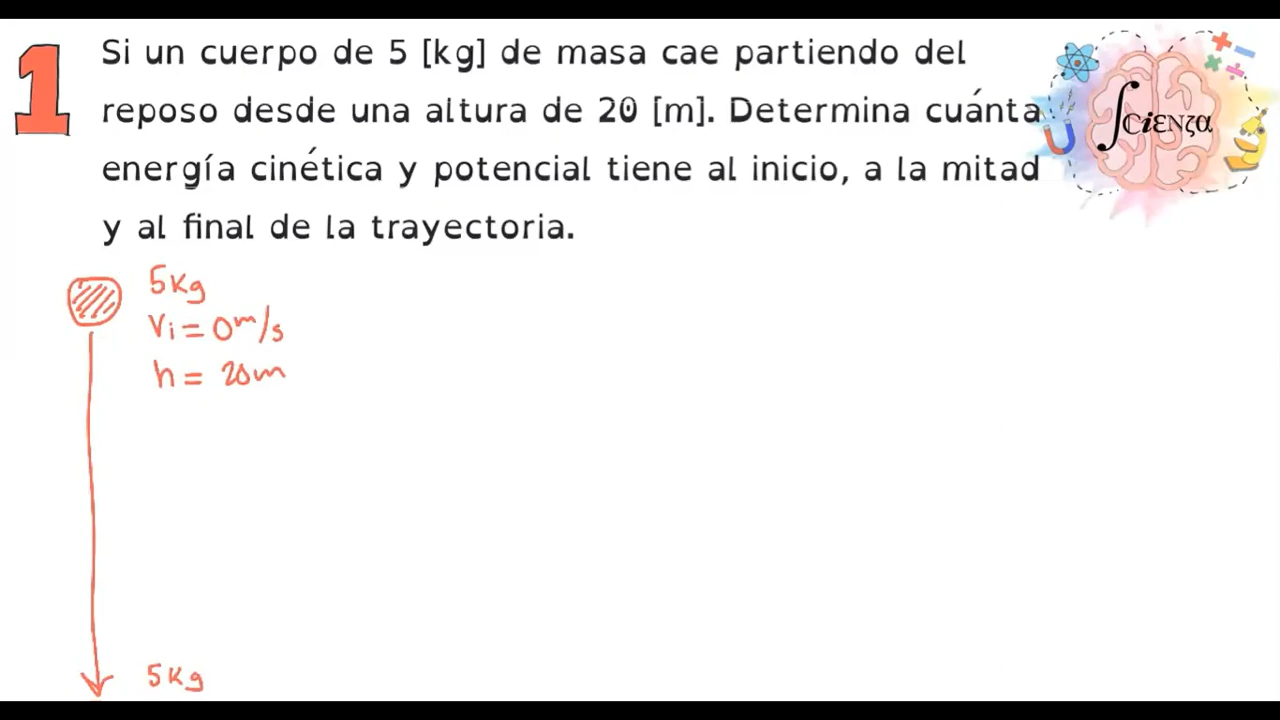 1
Si un cuerpo de 5 [kg] de masa cae partiendo del
reposo desde una altura de 20 [m]. Determina cuánta
energía cinética y potencial tiene al inicio, a la mitad
y al final de la trayectoria.
∫CiENζα
5kg
Vi = 0m/s
h = 20m
5kg